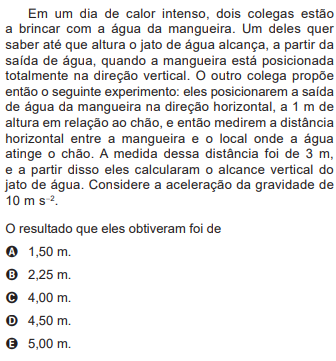 Em um dia de calor intenso, dois colegas estão
a brincar com a água da mangueira. Um deles quer
saber até que altura o jato de água alcança, a partir da
saída de água, quando a mangueira está posicionada
totalmente na direção vertical. O outro colega propõe
então o seguinte experimento: eles posicionarem a saída
de água da mangueira na direção horizontal, a 1 m de
altura em relação ao chão, e então medirem a distância
horizontal entre a mangueira e o local onde a água
atinge o chão. A medida dessa distância foi de 3 m,
e a partir disso eles calcularam o alcance vertical do
jato de água. Considere a aceleração da gravidade de
10 m s⁻².
O resultado que eles obtiveram foi de
A 1,50 m.
B 2,25 m.
C 4,00 m.
D 4,50 m.
E 5,00 m.